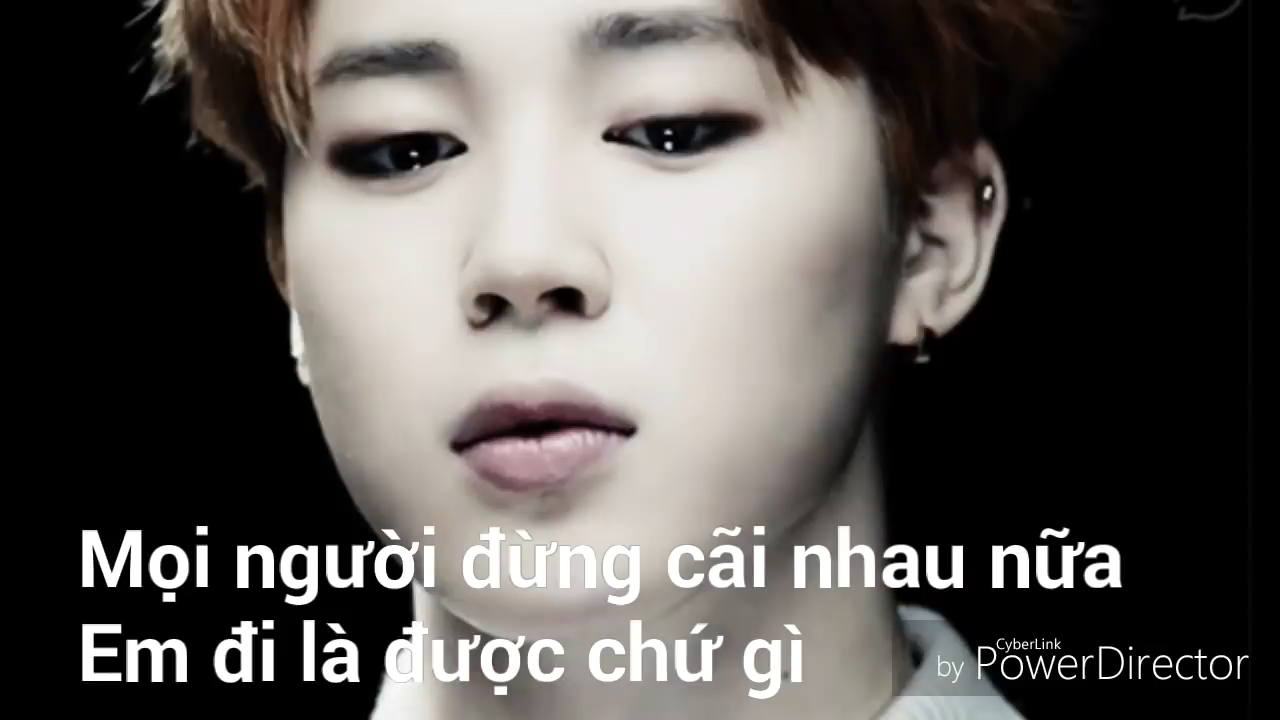 Mọi người đừng cãi nhau nữa
Em đi là được chứ gì
CyberLink
by PowerDirector